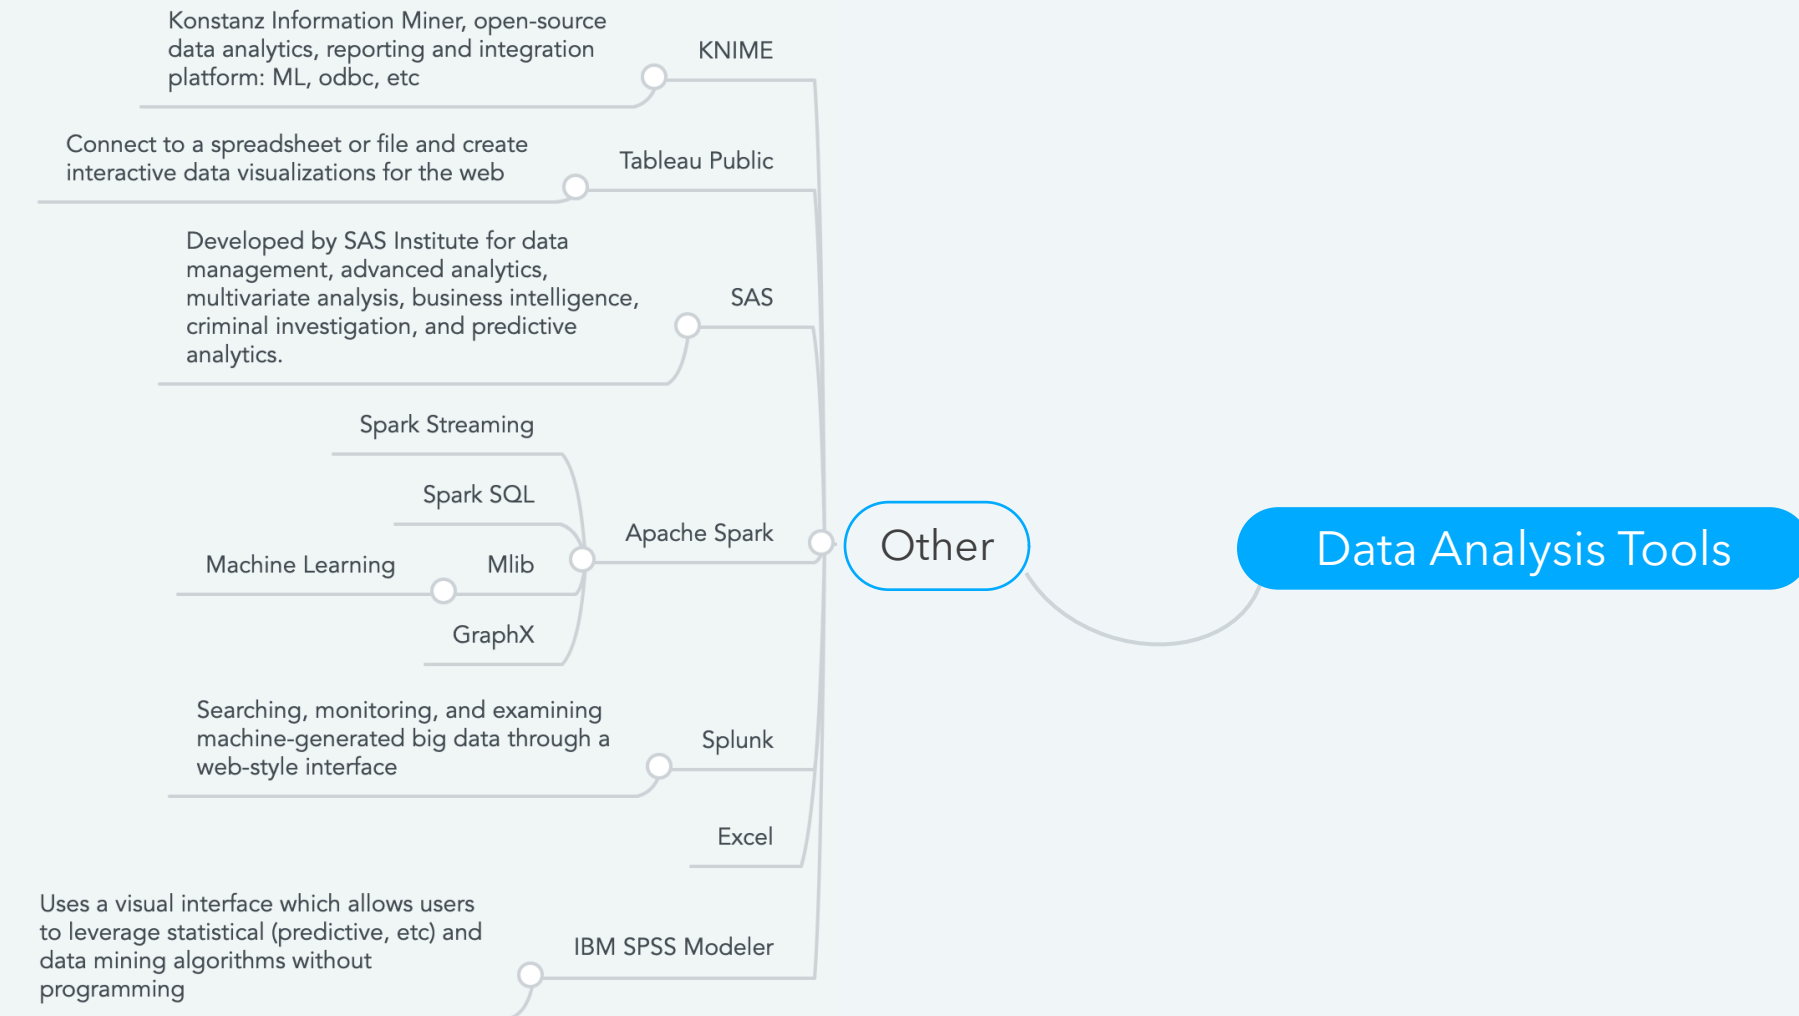 Konstanz Information Miner, open-source
data analytics, reporting and integration
platform: ML, odbc, etc
KNIME
Connect to a spreadsheet or file and create
interactive data visualizations for the web
Tableau Public
Developed by SAS Institute for data
management, advanced analytics,
multivariate analysis, business intelligence,
criminal investigation, and predictive
analytics.
SAS
Spark Streaming
Spark SQL
Machine Learning
Mlib
GraphX
Apache Spark
Other
Data Analysis Tools
Searching, monitoring, and examining
machine-generated big data through a
web-style interface
Splunk
Excel
Uses a visual interface which allows users
to leverage statistical (predictive, etc) and
data mining algorithms without
programming
IBM SPSS Modeler